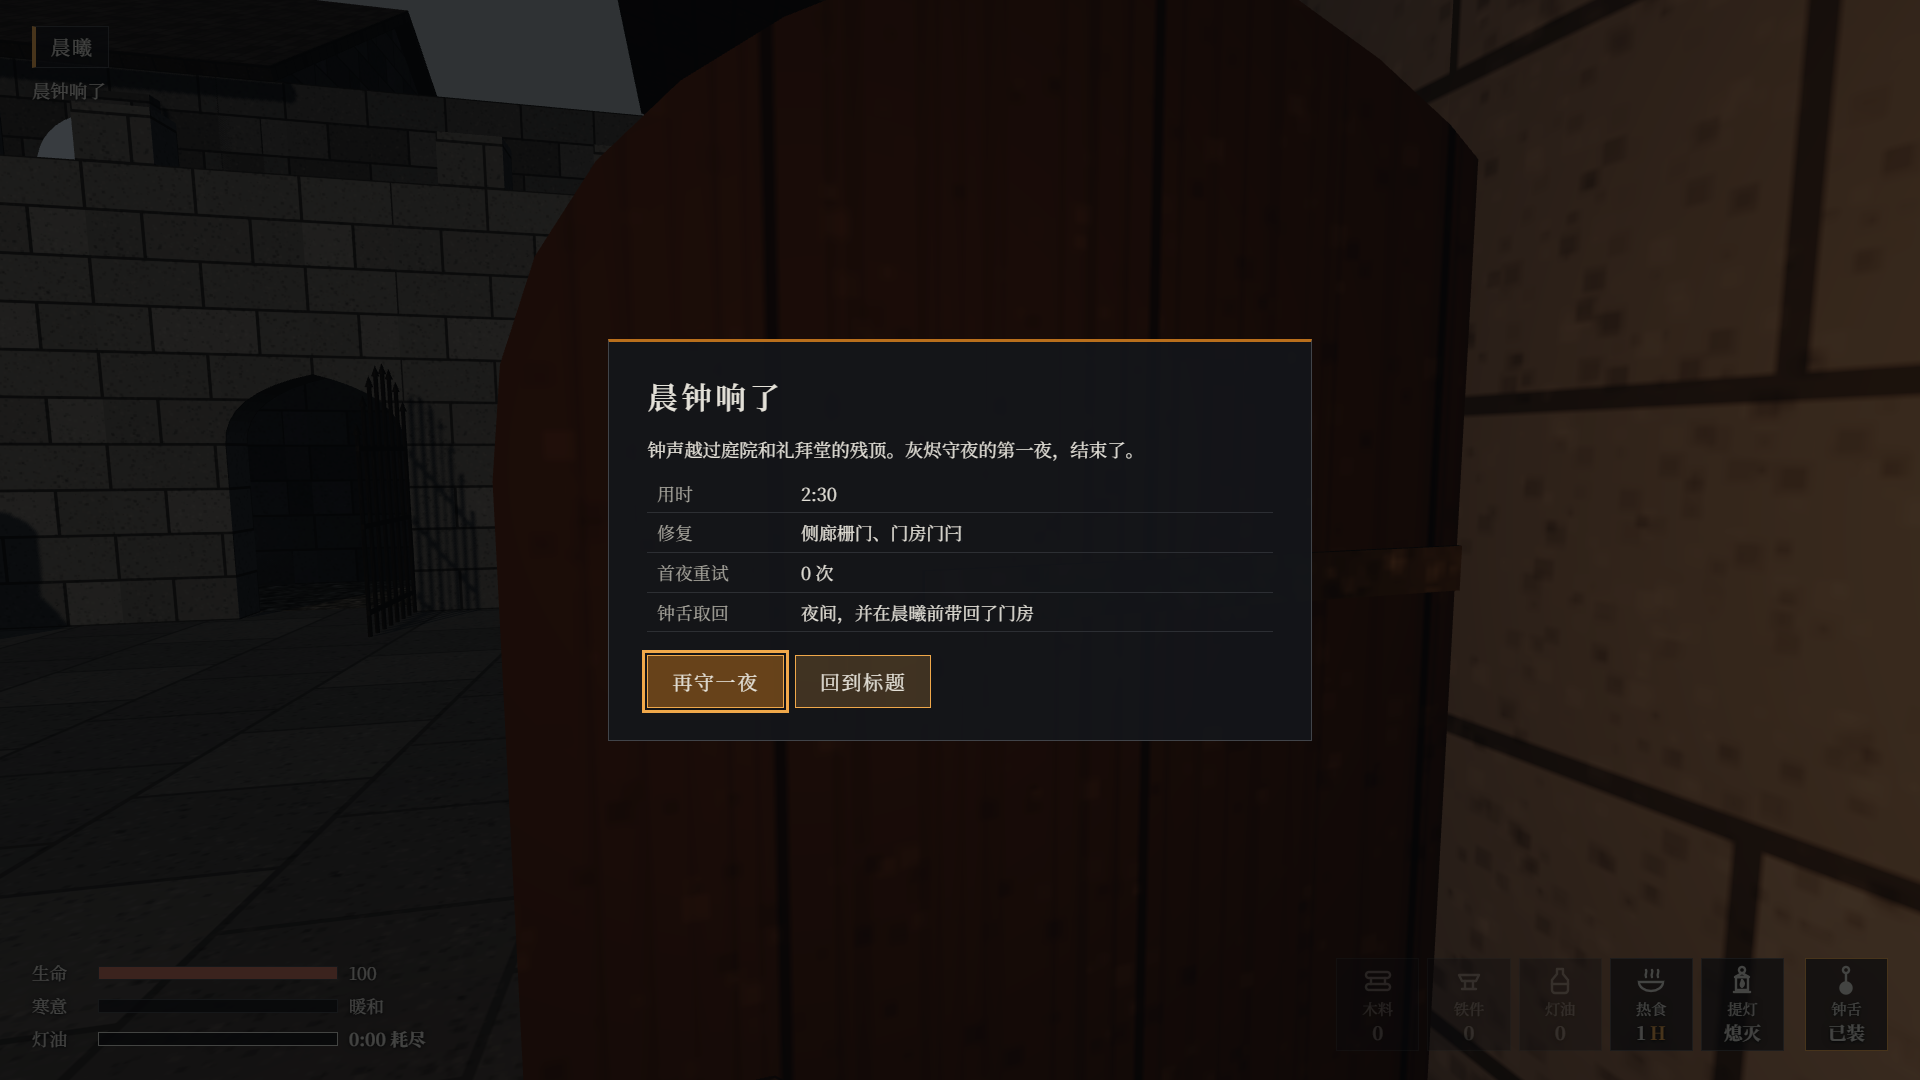 晨曦
晨钟响了
晨钟响了
钟声越过庭院和礼拜堂的残顶。灰烬守夜的第一夜，结束了。
用时 2:30
修复 侧廊栅门、门房门闩
首夜重试 0 次
钟舌取回 夜间，并在晨曦前带回了门房
再守一夜 回到标题
生命 100
寒意 暖和
灯油 0:00 耗尽
木料 铁件 灯油 热食 提灯 钟舌
0 0 0 1 H 熄灭 已装